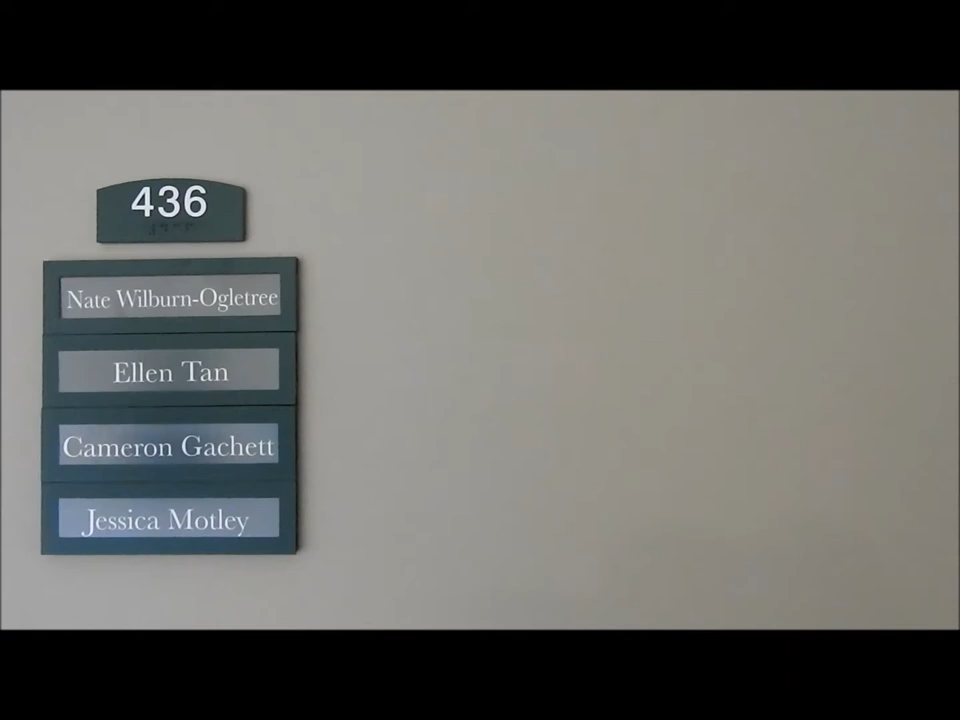 436
Nate Wilburn-Ogletree
Ellen Tan
Cameron Gachett
Jessica Motley